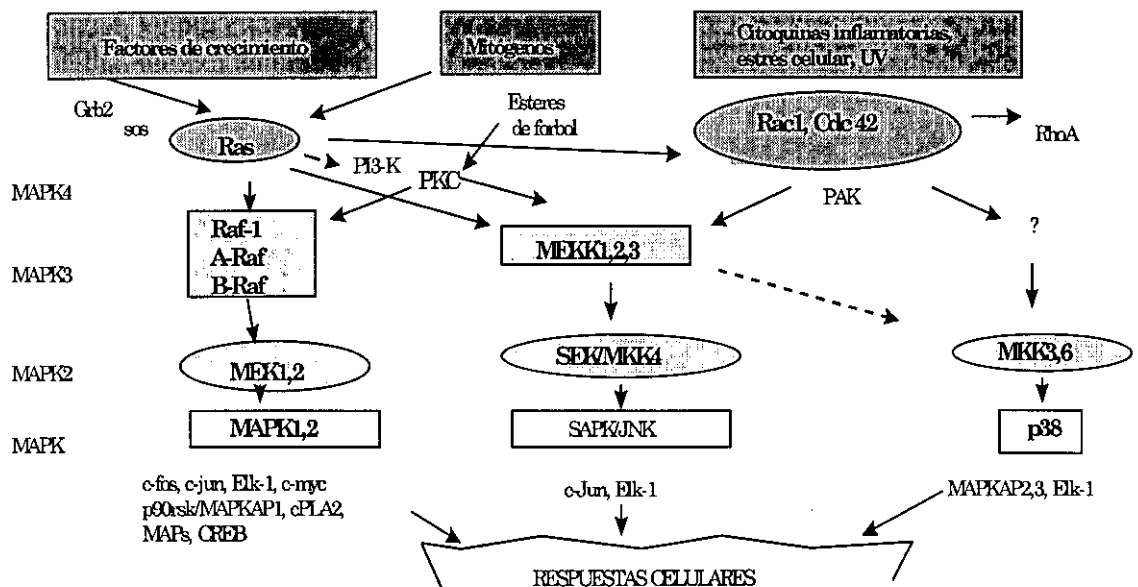 Factores de crecimiento
Mitógenos
Citoquinas inflamatorias,
estres celular, UV
Grb2
sos
Esteres
de forbol
Ras
Rac1, Cdc 42
RhoA
PI3-K
PKC
MAPK4
PAK
Raf-1
A-Raf
B-Raf
MEKK1,2,3
?
MAPK3
MAPK2
MEK1,2
SEK/MKK4
MKK3,6
MAPK
MAPK1,2
SAPK/JNK
p38
c-fos, c-jun, Elk-1, c-myc
p90rsk/MAPKAP1, cPLA2,
MAPs, CREB
c-Jun, Elk-1
MAPKAP2,3, Elk-1
RESPUESTAS CELULARES